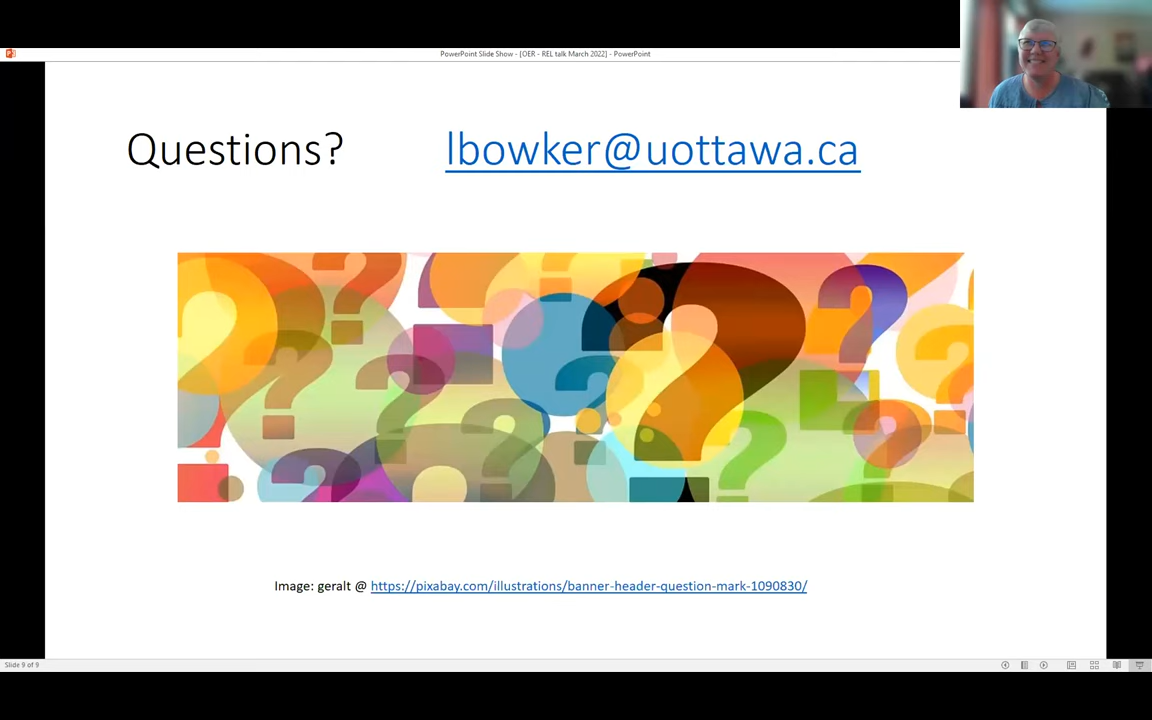 PowerPoint Slide Show - [OER - REL talk March 2022] - PowerPoint
Questions? lbowker@uottawa.ca
Image: geralt @ https://pixabay.com/illustrations/banner-header-question-mark-1090830/
Slide 9 of 9